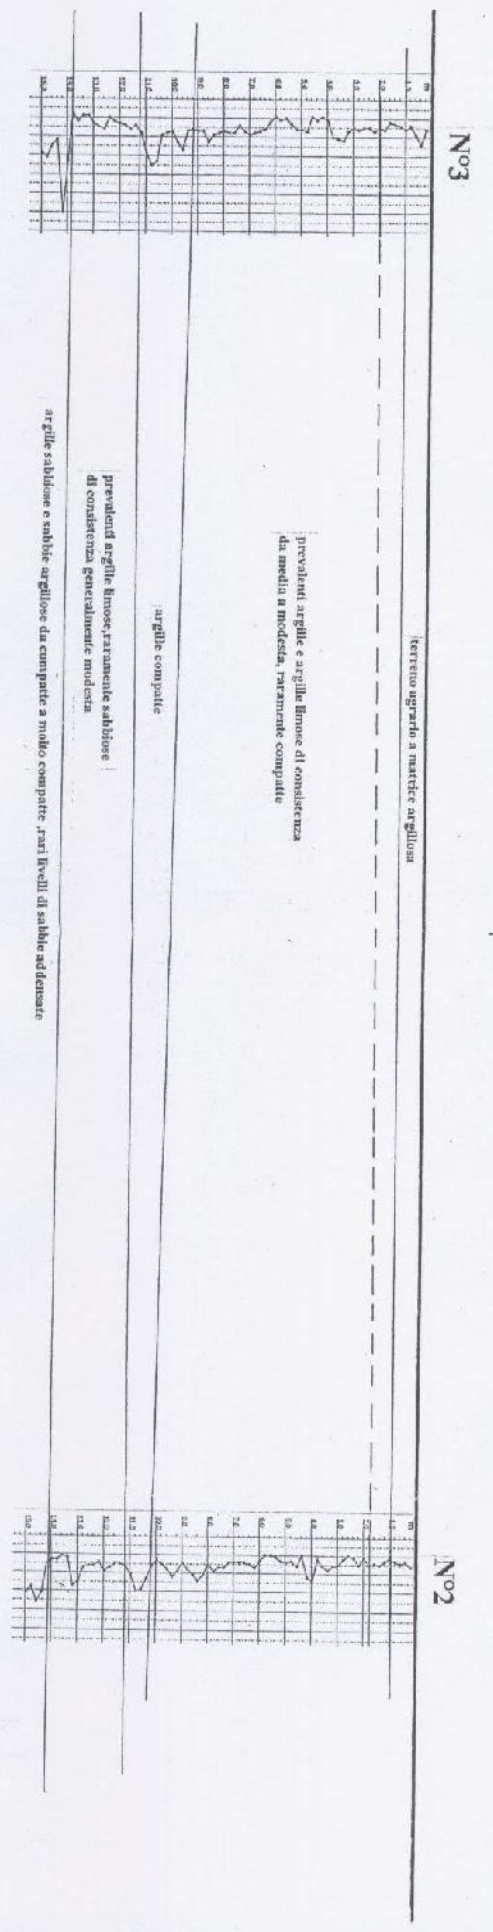 N°3
N°2
terreno agrario a matrice argillosa
prevalenti argille e argille limose di consistenza
da media a modesta, raramente compatte
argille compatte
prevalenti argille limose,raramente sabbiose
di consistenza generalmente modesta
argille sabbiose e sabbie argillose da compatte a molto compatte ,rari livelli di sabbie addensate